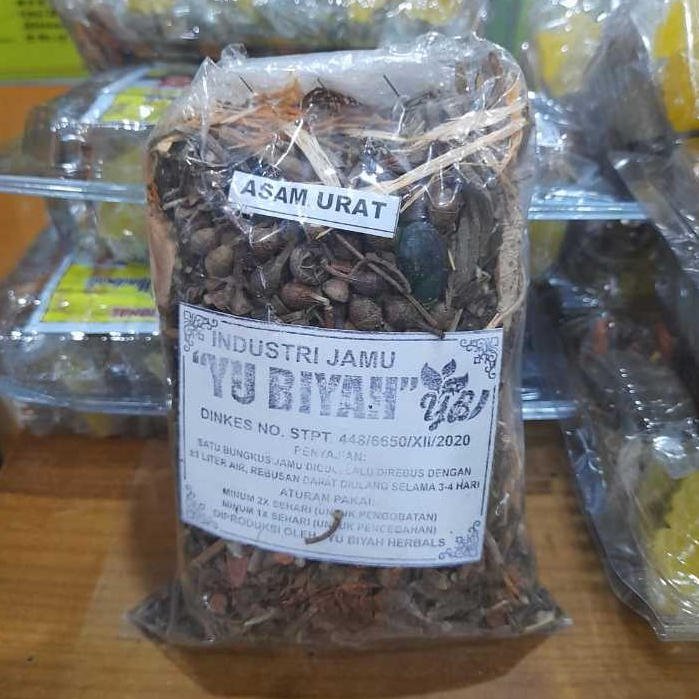 ASAM URAT
INDUSTRI JAMU
"YU BIYAH"
YBJ
DINKES NO. STPT. 448/6650/XII/2020
PENYAJIAN:
SATU BUNGKUS JAMU DICUCI LALU DIREBUS DENGAN
±1 LITER AIR, REBUSAN DAPAT DIULANG SELAMA 3-4 HARI
ATURAM PAKAI:
MINUM 2X SEHARI (UNTUK PENGOBATAN)
MINUM 1X SEHARI (UNTUK PENCEGAHAN)
DIPRODUKSI OLEH YU BIYAH HERBALS